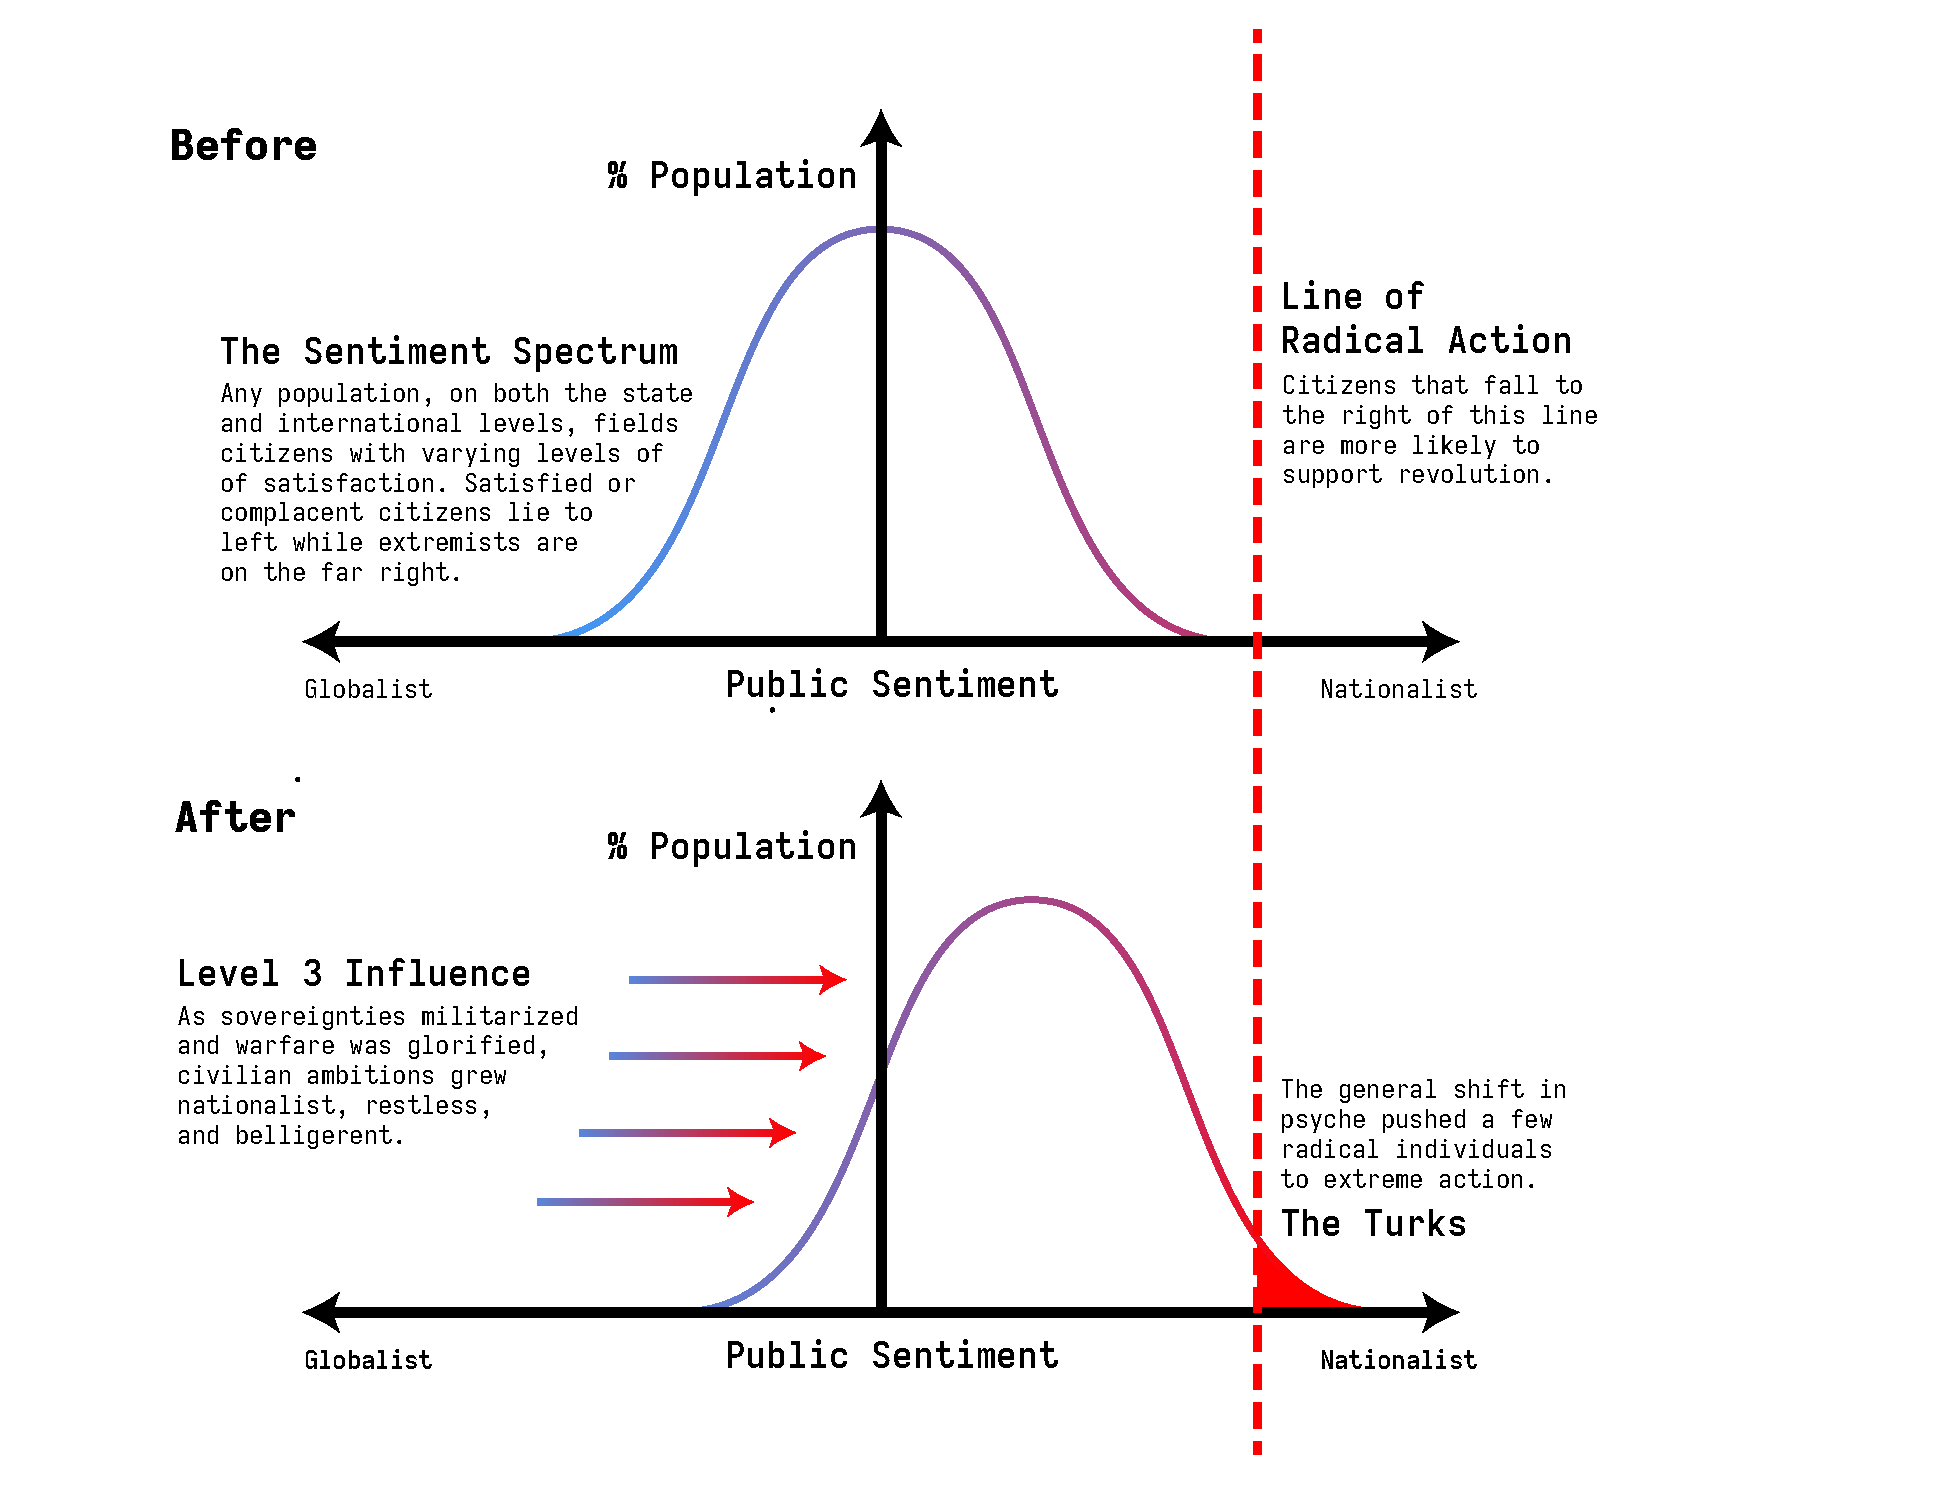 Before
% Population
The Sentiment Spectrum
Any population, on both the state
and international levels, fields
citizens with varying levels of
of satisfaction. Satisfied or
complacent citizens lie to
left while extremists are
on the far right.
Line of
Radical Action
Citizens that fall to
the right of this line
are more likely to
support revolution.
Globalist
Public Sentiment
Nationalist
After
% Population
Level 3 Influence
As sovereignties militarized
and warfare was glorified,
civilian ambitions grew
nationalist, restless,
and belligerent.
The general shift in
psyche pushed a few
radical individuals
to extreme action.
The Turks
Globalist
Public Sentiment
Nationalist